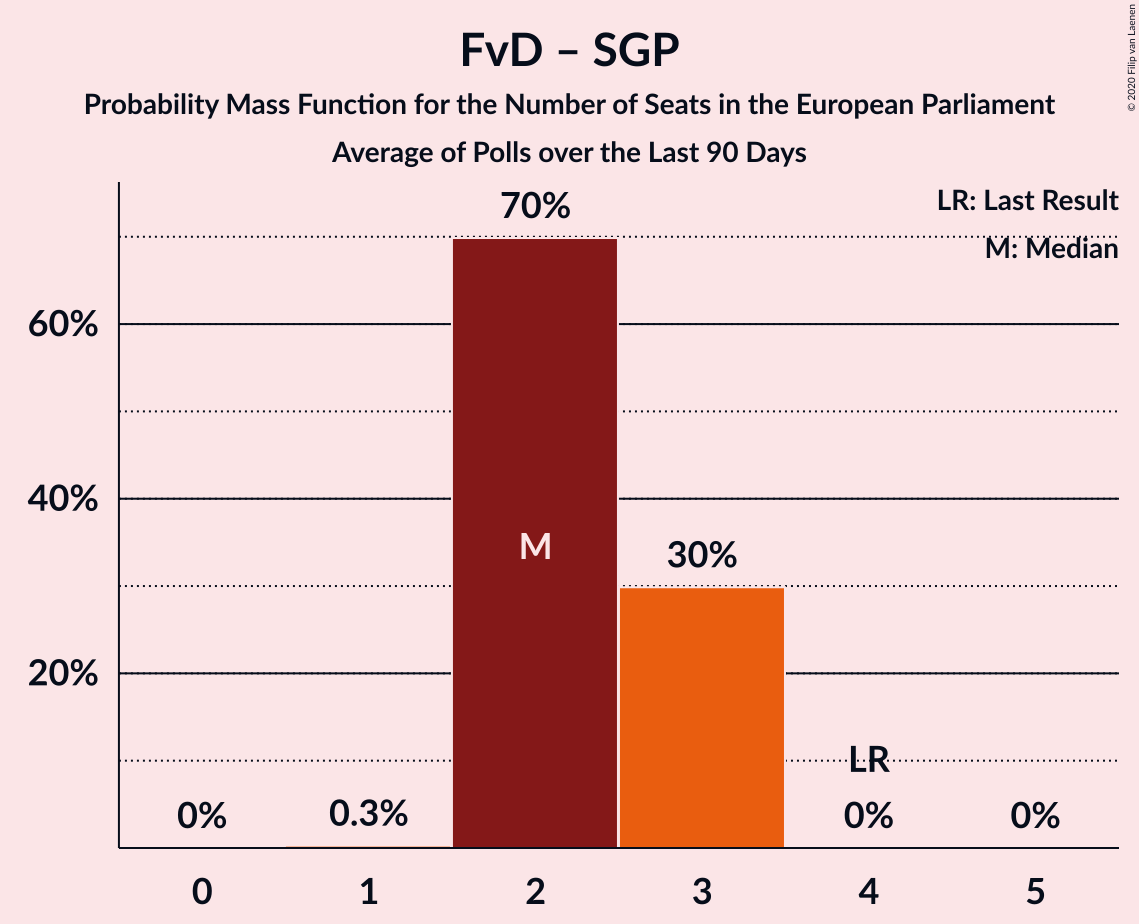 FvD – SGP
Probability Mass Function for the Number of Seats in the European Parliament
Average of Polls over the Last 90 Days
© 2020 Filip van Laenen
LR: Last Result
M: Median
70%
60%
40%
M
30%
20%
LR
0%
0.3%
0%
0%
0
1
2
3
4
5